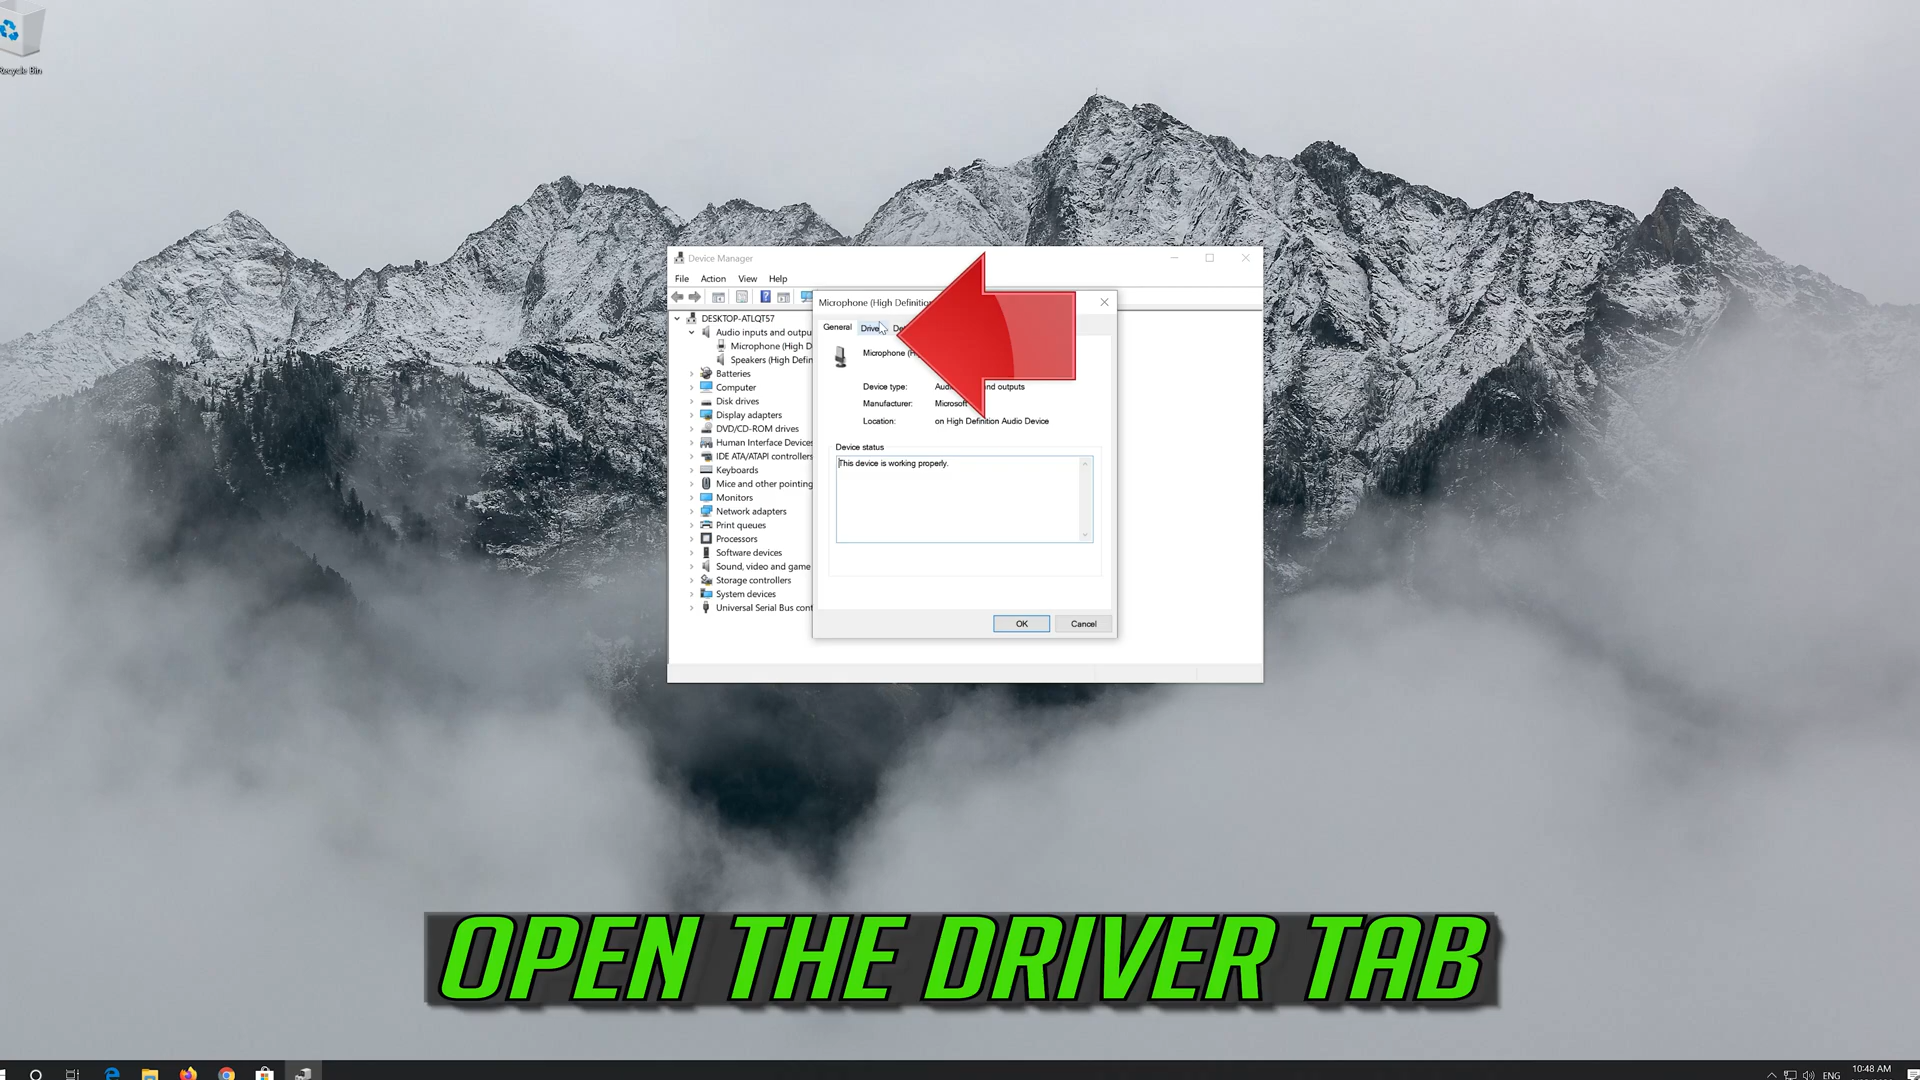 Recycle Bin
Device Manager
File Action View Help
DESKTOP-ATLQT57
Audio inputs and outpu
Microphone (High D
Speakers (High Defin
Batteries
Computer
Disk drives
Display adapters
DVD/CD-ROM drives
Human Interface Devices
IDE ATA/ATAPI controllers
Keyboards
Mice and other pointing
Monitors
Network adapters
Print queues
Processors
Software devices
Sound, video and game
Storage controllers
System devices
Universal Serial Bus cont
Microphone (High Definition
General Drive De
Microphone (H
Device type: Aud nd outputs
Manufacturer: Microsoft
Location: on High Definition Audio Device
Device status
This device is working properly.
OK Cancel
OPEN THE DRIVER TAB
ENG
10:48 AM